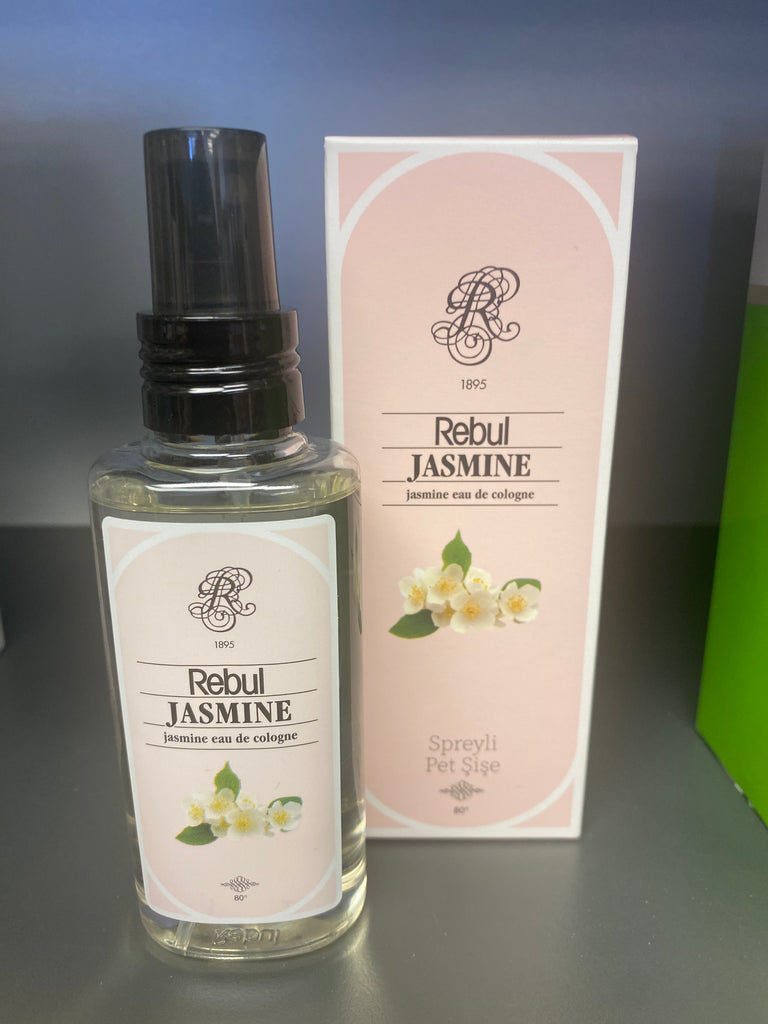 R
1895
Rebul
JASMINE
jasmine eau de cologne
80°
Rebul
R
1895
Rebul
JASMINE
jasmine eau de cologne
Spreyli
Pet Şişe
80°